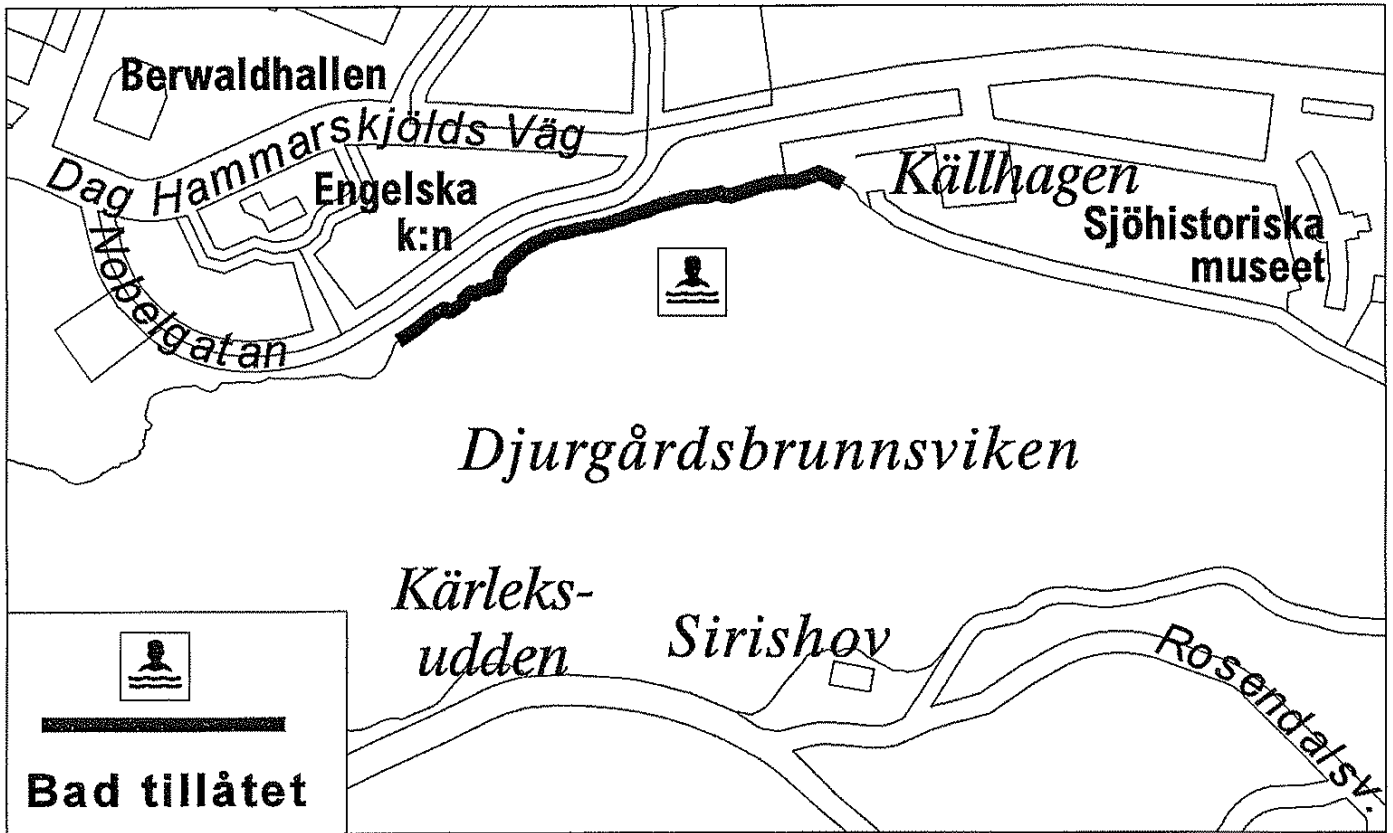 Berwaldhallen
Dag Hammarskjölds Väg
Engelska
k:n
Källhagen
Sjöhistoriska
museet
Nobelgatan
Djurgårdsbrunnsviken
Kärleks-
udden
Sirishov
Rosendalsv.
Bad tillåtet